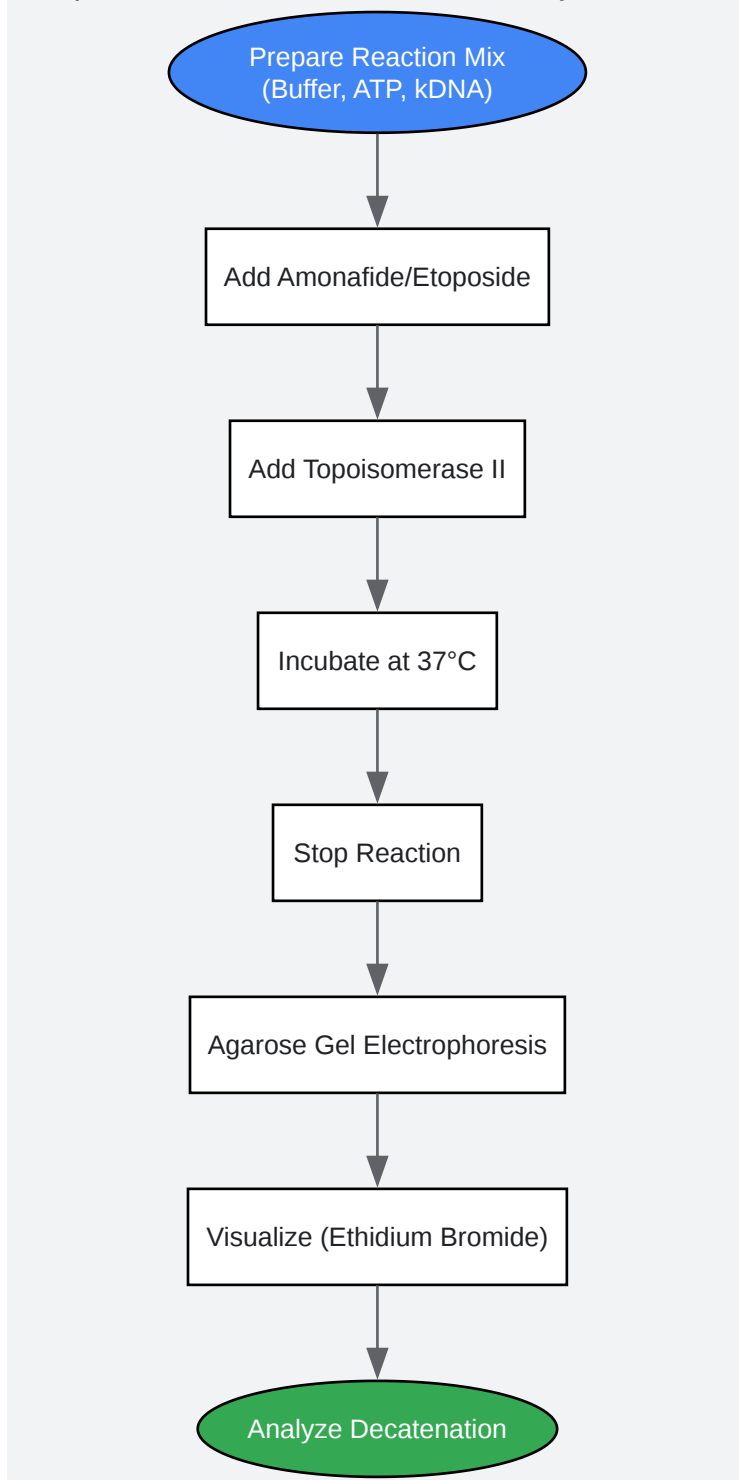 Prepare Reaction Mix
(Buffer, ATP, kDNA)
Add Amonafide/Etoposide
Add Topoisomerase II
Incubate at 37°C
Stop Reaction
Agarose Gel Electrophoresis
Visualize (Ethidium Bromide)
Analyze Decatenation